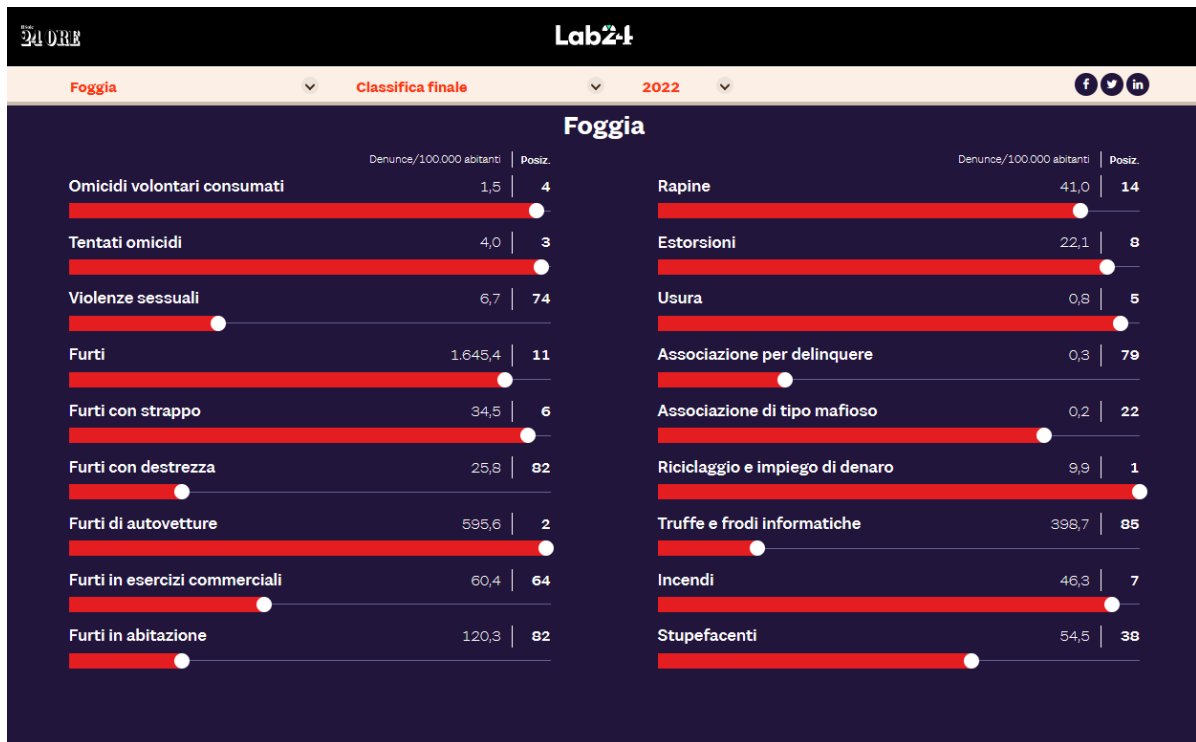 Il Sole
24 ORE
Lab24
Foggia Classifica finale 2022
Foggia
Denunce/100.000 abitanti Posiz.
Omicidi volontari consumati 1,5 4
Tentati omicidi 4,0 3
Violenze sessuali 6,7 74
Furti 1.645,4 11
Furti con strappo 34,5 6
Furti con destrezza 25,8 82
Furti di autovetture 595,6 2
Furti in esercizi commerciali 60,4 64
Furti in abitazione 120,3 82
Denunce/100.000 abitanti Posiz.
Rapine 41,0 14
Estorsioni 22,1 8
Usura 0,8 5
Associazione per delinquere 0,3 79
Associazione di tipo mafioso 0,2 22
Riciclaggio e impiego di denaro 9,9 1
Truffe e frodi informatiche 398,7 85
Incendi 46,3 7
Stupefacenti 54,5 38